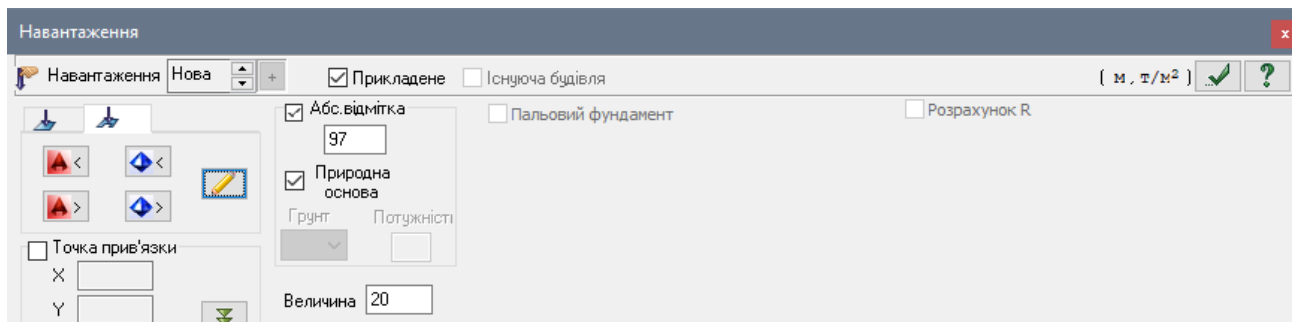 Навантаження
Навантаження Нова + Прикладене Існуюча будівля ( м , т/м² ) ?
Абс.відмітка Пальовий фундамент Розрахунок R
97
A < <
Природна
основа
A > >
Грунт Потужністі
Точка прив'язки
X
Y
Величина 20